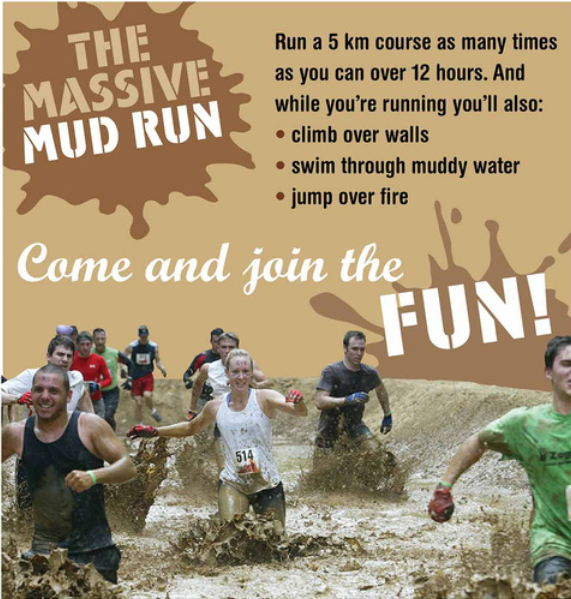 THE
MASSIVE
MUD RUN
Run a 5 km course as many times
as you can over 12 hours. And
while you're running you'll also:
• climb over walls
• swim through muddy water
• jump over fire
Come and join the
FUN!
514